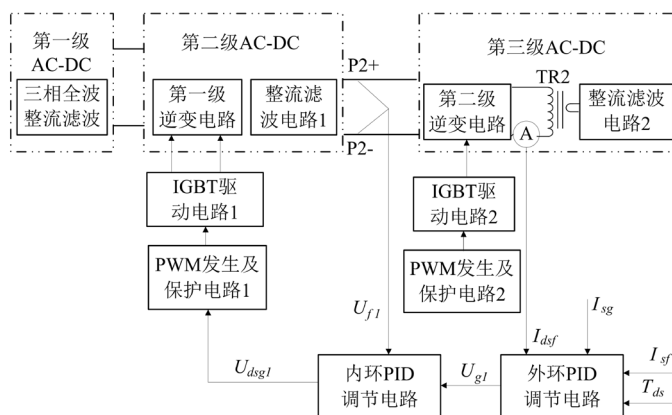 第一级
AC-DC
三相全波
整流滤波
第二级AC-DC
第一级
逆变电路
整流滤
波电路1
P2+
P2-
第三级AC-DC
第二级
逆变电路
TR2
A
整流滤波
电路2
IGBT驱
动电路1
IGBT驱
动电路2
PWM发生及
保护电路1
PWM发生及
保护电路2
Uf1
Idsf
Isg
Isf
Tds
Udsg1
内环PID
调节电路
Ug1
外环PID
调节电路